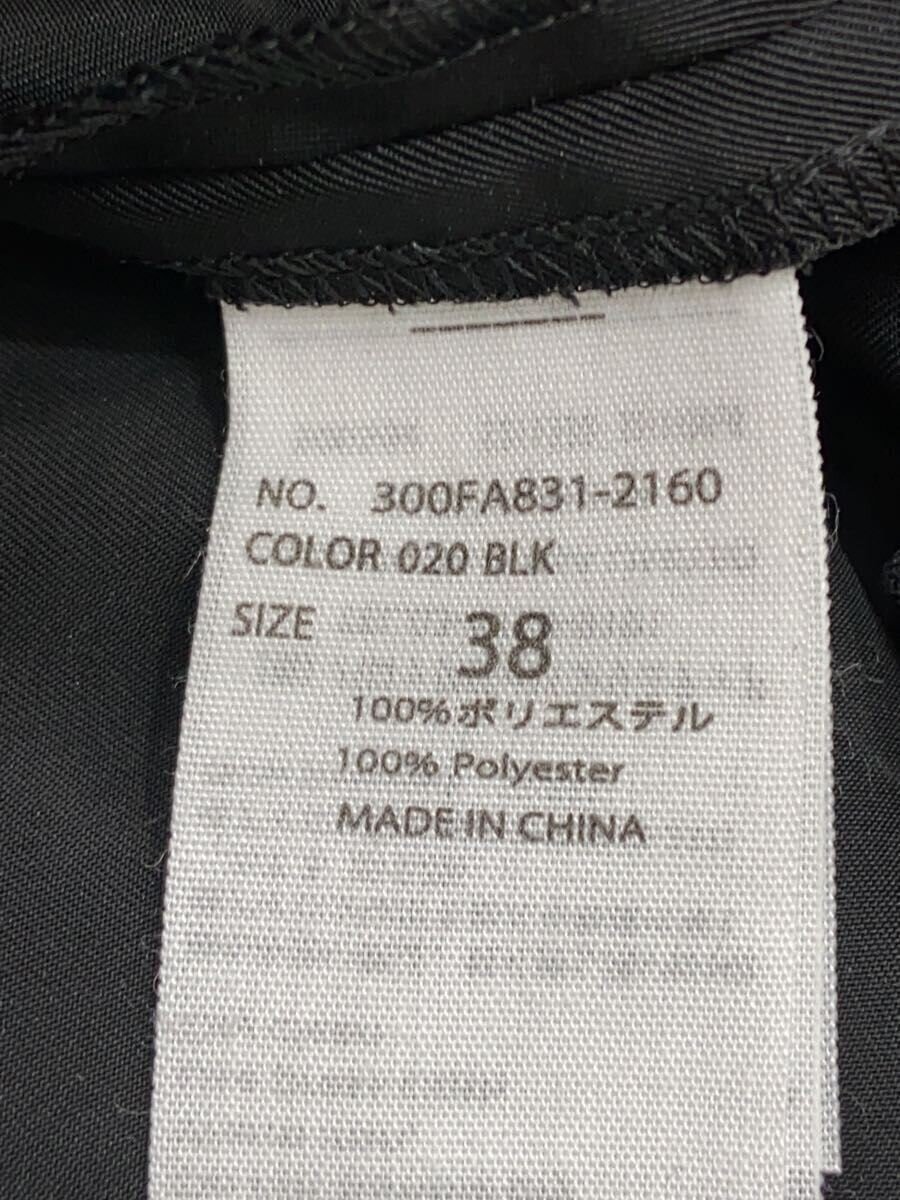 NO. 300FA831-2160
COLOR 020 BLK
SIZE 38
100%ポリエステル
100% Polyester
MADE IN CHINA